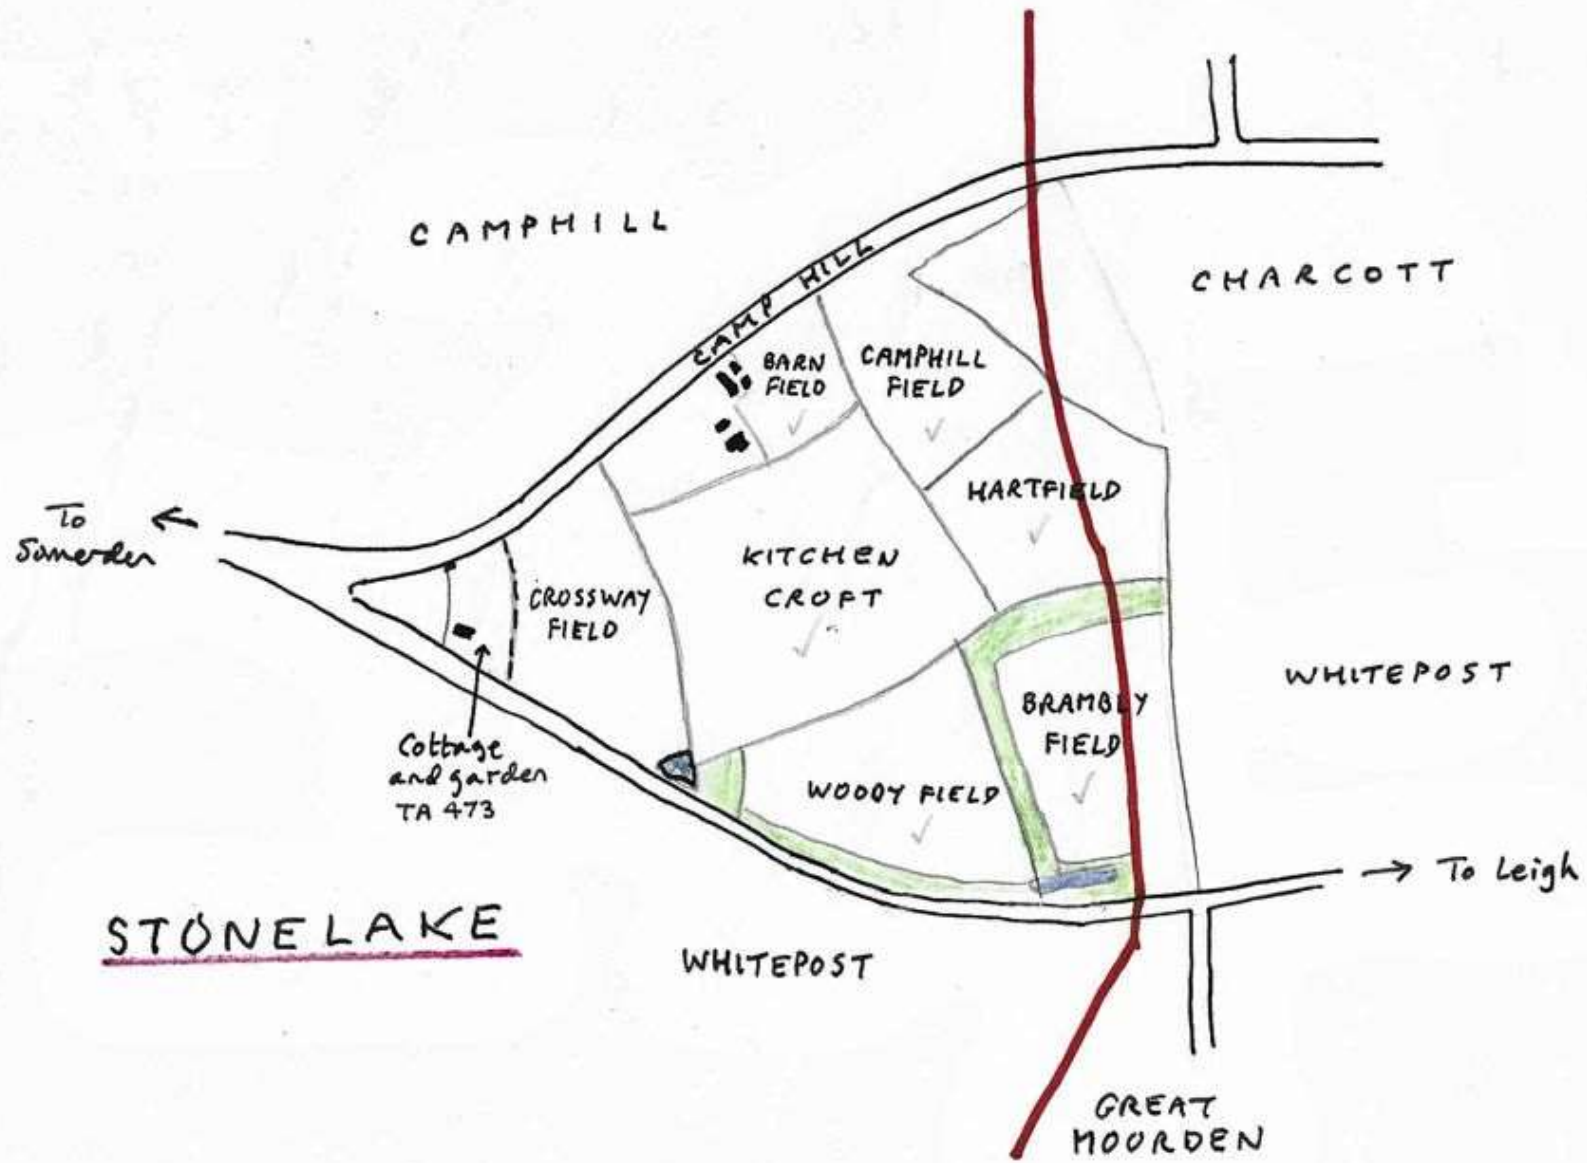 CAMPHILL
CAMP HILL
CHARCOTT
BARN
FIELD
CAMPHILL
FIELD
HARTFIELD
To
Somerden
KITCHEN
CROFT
CROSSWAY
FIELD
WHITEPOST
BRAMBLY
FIELD
Cottage
and garden
TA 473
WOODY FIELD
To Leigh
STONELAKE
WHITEPOST
GREAT
MOORDEN